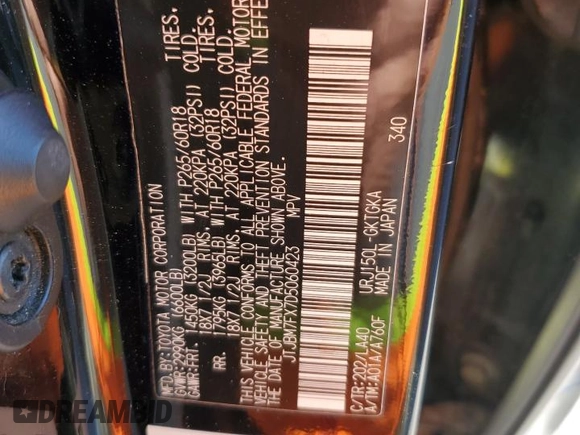 MFD.BY:TOYOTA MOTOR CORPORATION
GVWR:2990KG (6600LB)
GAWR:FRT 1450KG (3200LB) WITH P265/60R18 TIRES,
18X7 1/2J RIMS, AT 220KPA (32PSI) COLD.
RR. 1795KG (3965LB) WITH P265/60R18 TIRES,
18X7 1/2J RIMS, AT 220KPA (32PSI) COLD.
THIS VEHICLE CONFORMS TO ALL APPLICABLE FEDERAL MOTOR
VEHICLE SAFETY AND THEFT PREVENTION STANDARDS IN EFFECT
ON THE DATE OF MANUFACTURE SHOWN ABOVE.
JTJBM7FX7D5060423 MPV
C/TR:202/LA40 URJ150L-GKTGKA
A/TM:A01A/A760F MADE IN JAPAN
340
DREAMBID